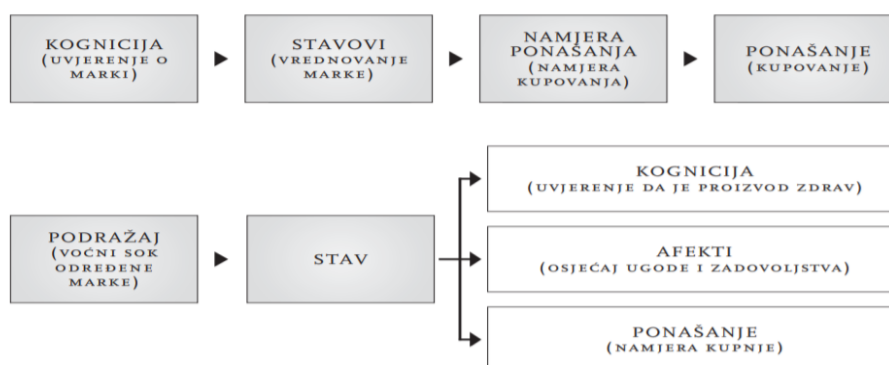 KOGNICIJA
(UVJERENJE O
MARKI)
STAVOVI
(VREDNOVANJE
MARKE)
NAMJERA
PONAŠANJA
(NAMJERA
KUPOVANJA)
PONAŠANJE
(KUPOVANJE)
PODRAŽAJ
(VOĆNI SOK
ODREĐENE
MARKE)
STAV
KOGNICIJA
(UVJERENJE DA JE PROIZVOD ZDRAV)
AFEKTI
(OSJEĆAJ UGODE I ZADOVOLJSTVA)
PONAŠANJE
(NAMJERA KUPNJE)